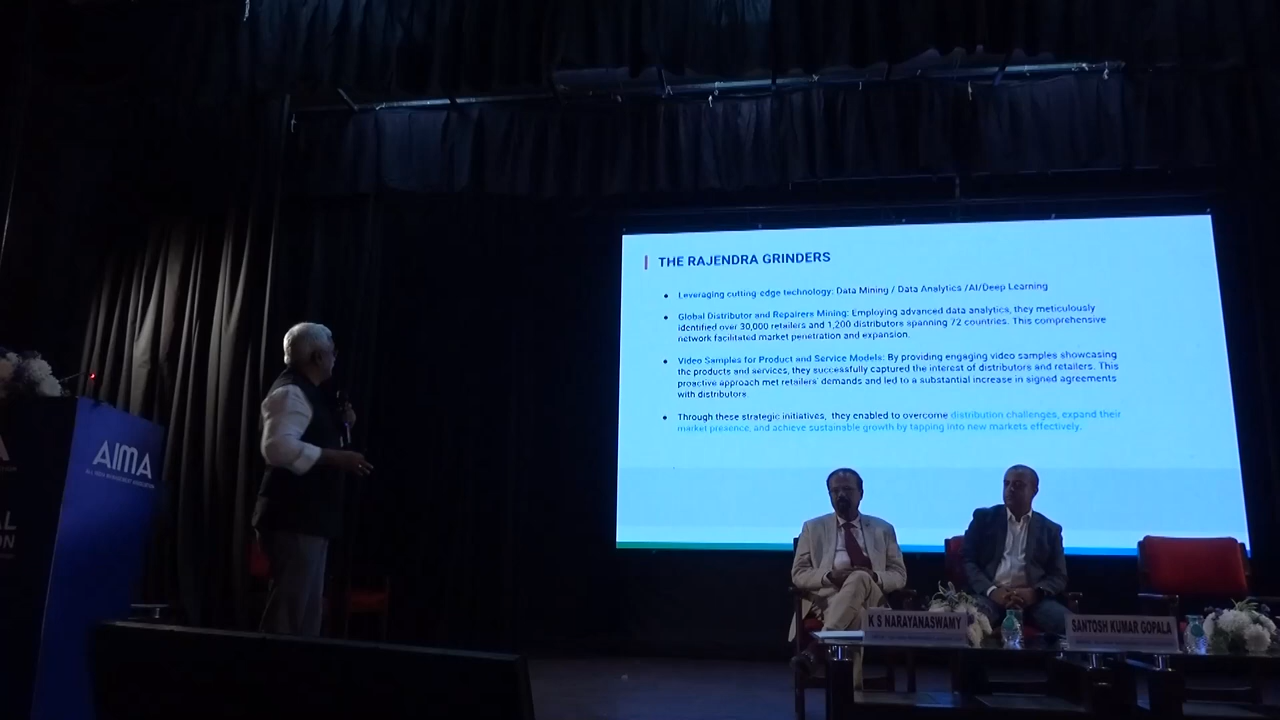 THE RAJENDRA GRINDERS
Leveraging cutting-edge technology: Data Mining / Data Analytics /AI/Deep Learning
Global Distributor and Repairers Mining: Employing advanced data analytics, they meticulously
identified over 30,000 retailers and 1,200 distributors spanning 72 countries. This comprehensive
network facilitated market penetration and expansion.
Video Samples for Product and Service Models: By providing engaging video samples showcasing
the products and services, they successfully captured the interest of distributors and retailers. This
proactive approach met retailers' demands and led to a substantial increase in signed agreements
with distributors.
Through these strategic initiatives, they enabled to overcome distribution challenges, expand their
market presence, and achieve sustainable growth by tapping into new markets effectively.
AIMA
ALL INDIA MANAGEMENT ASSOCIATION
K S NARAYANASWAMY
SANTOSH KUMAR GOPALA